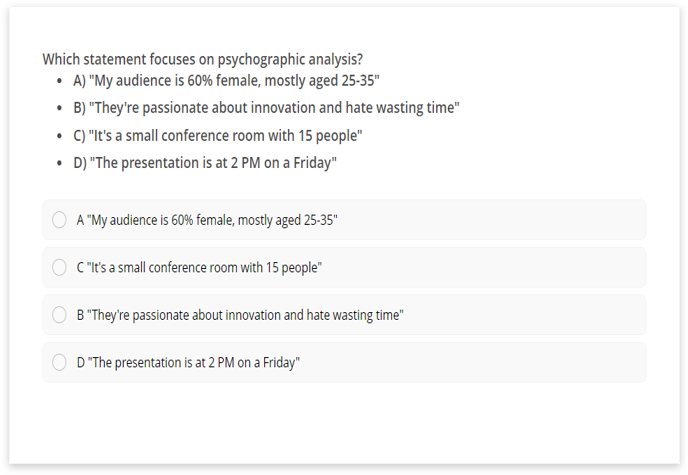 Which statement focuses on psychographic analysis?
• A) "My audience is 60% female, mostly aged 25-35"
• B) "They're passionate about innovation and hate wasting time"
• C) "It's a small conference room with 15 people"
• D) "The presentation is at 2 PM on a Friday"
A "My audience is 60% female, mostly aged 25-35"
C "It's a small conference room with 15 people"
B "They're passionate about innovation and hate wasting time"
D "The presentation is at 2 PM on a Friday"